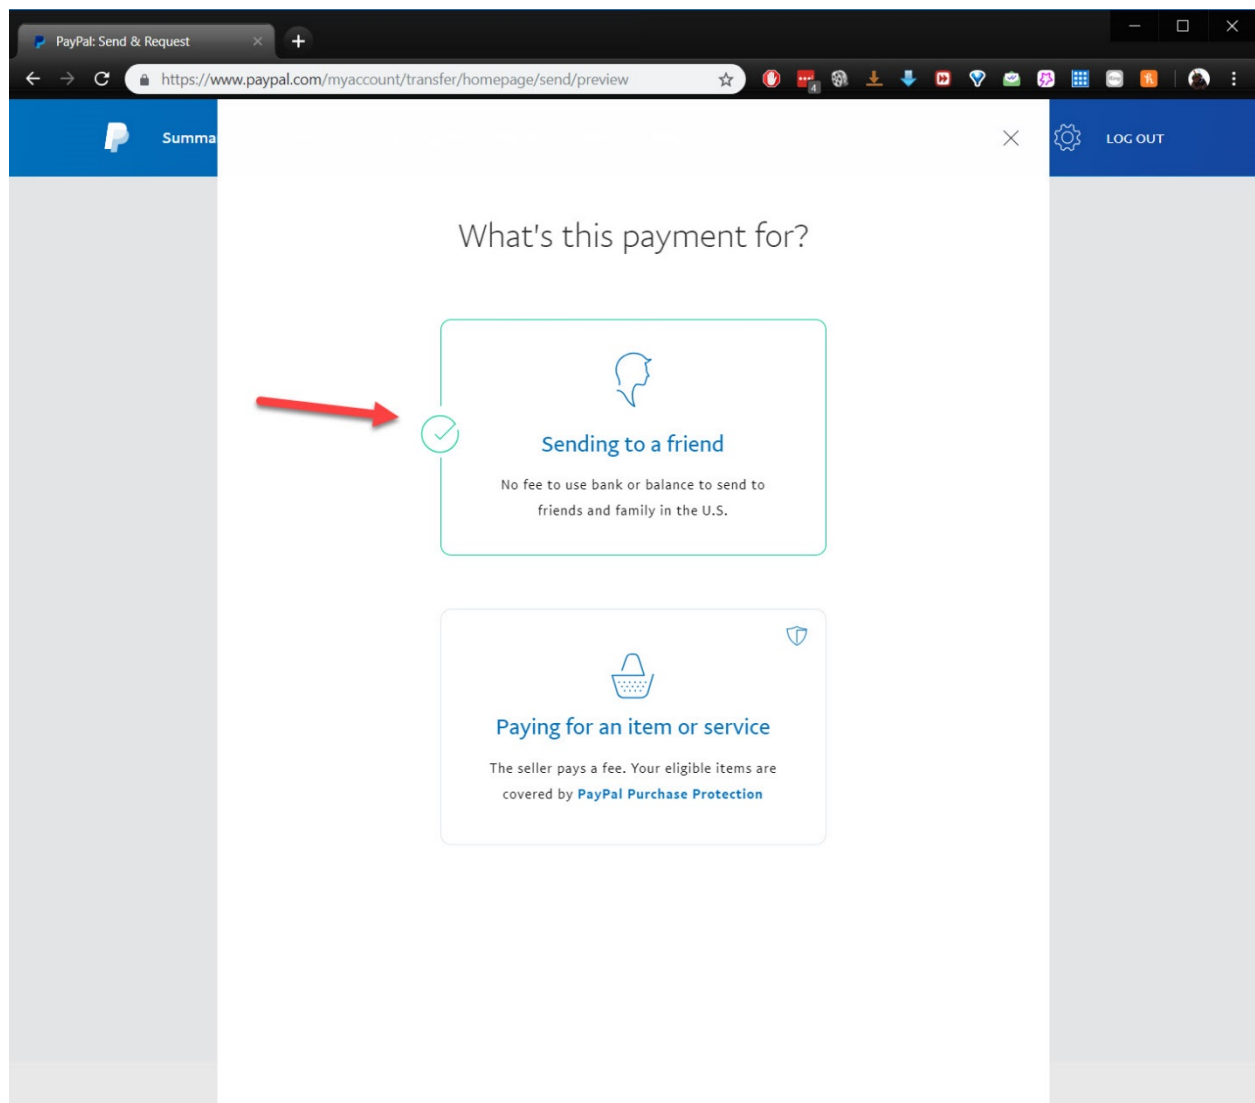 PayPal: Send & Request
https://www.paypal.com/myaccount/transfer/homepage/send/preview
4
Summa
LOG OUT
What's this payment for?
Sending to a friend
No fee to use bank or balance to send to
friends and family in the U.S.
Paying for an item or service
The seller pays a fee. Your eligible items are
covered by PayPal Purchase Protection